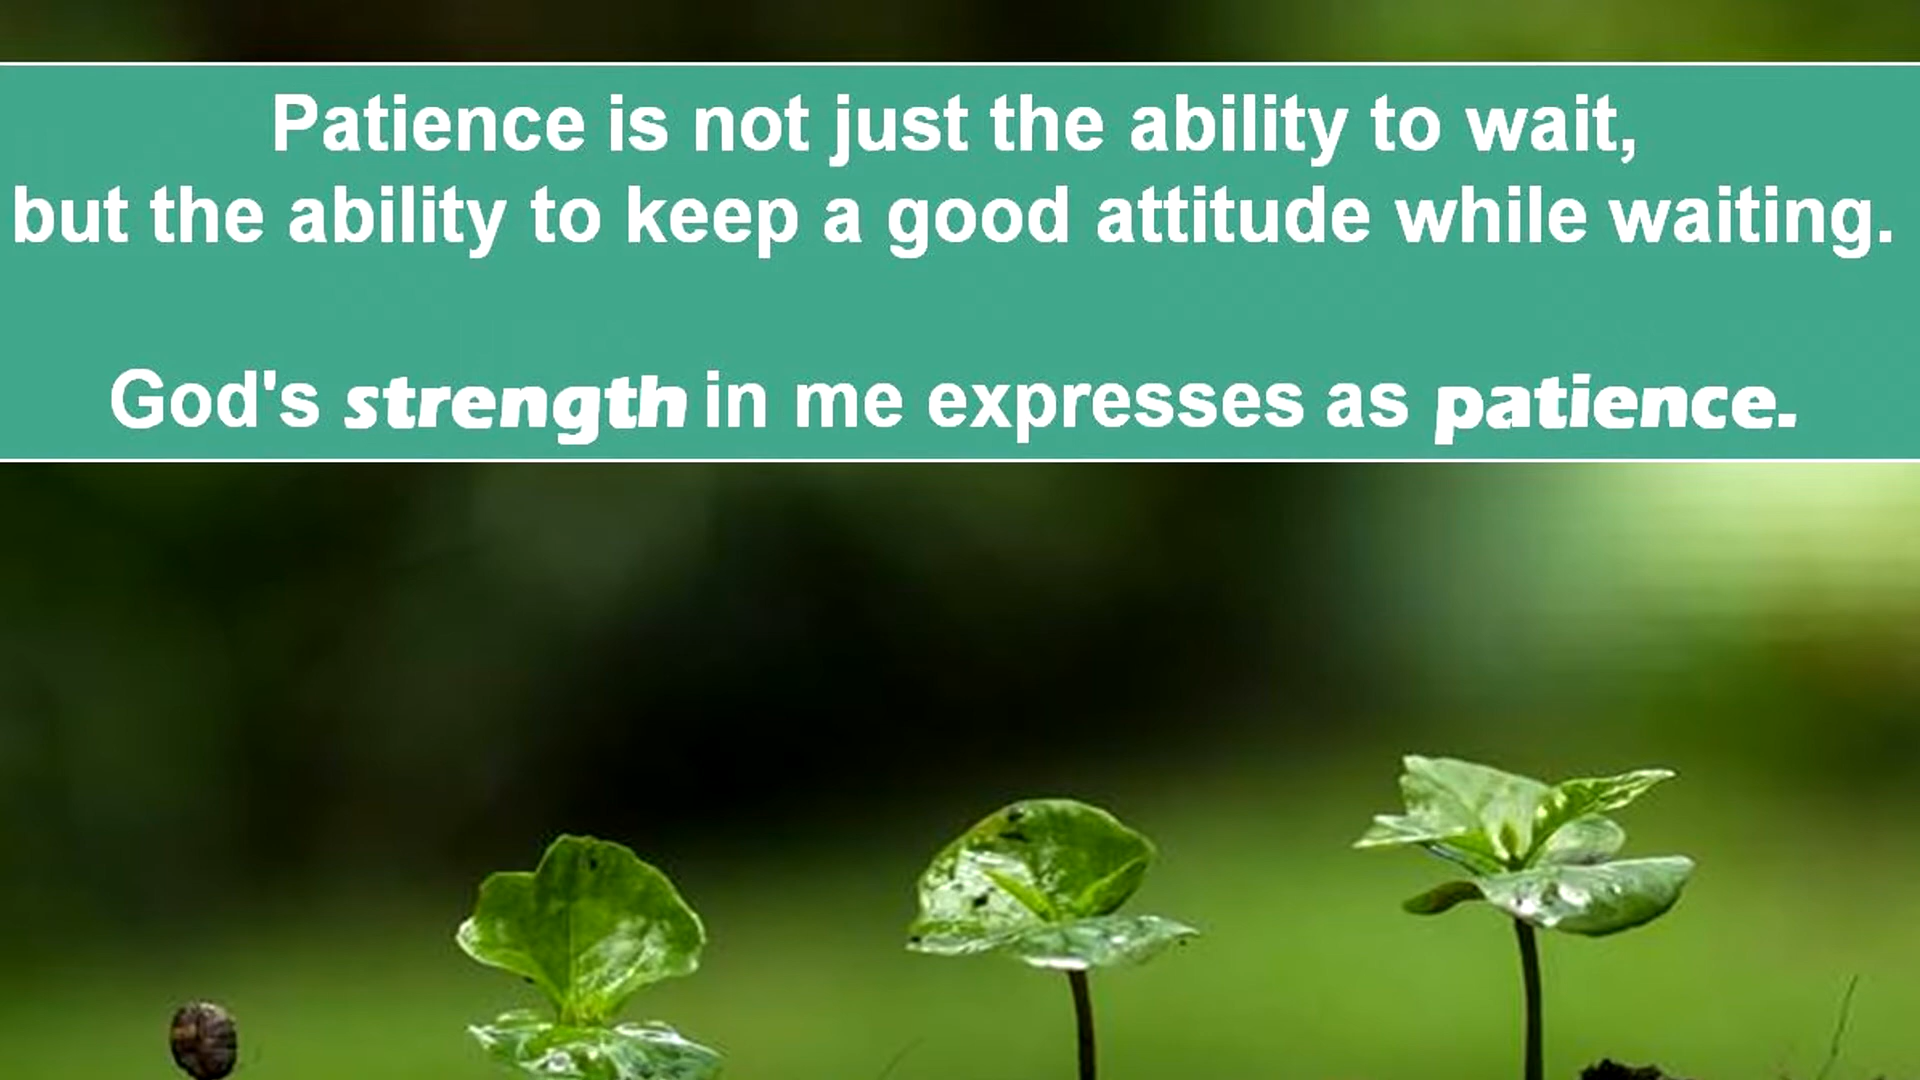 Patience is not just the ability to wait,
but the ability to keep a good attitude while waiting.
God's strength in me expresses as patience.